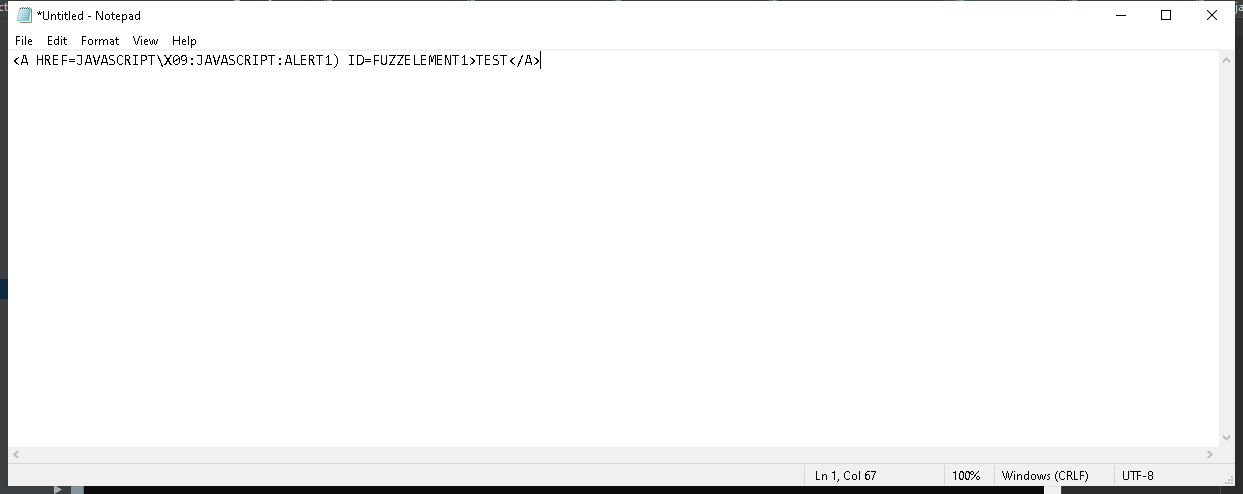 *Untitled - Notepad
File Edit Format View Help
<A HREF=JAVASCRIPT\X09:JAVASCRIPT:ALERT1) ID=FUZZELEMENT1>TEST</A>
Ln 1, Col 67 100% Windows (CRLF) UTF-8